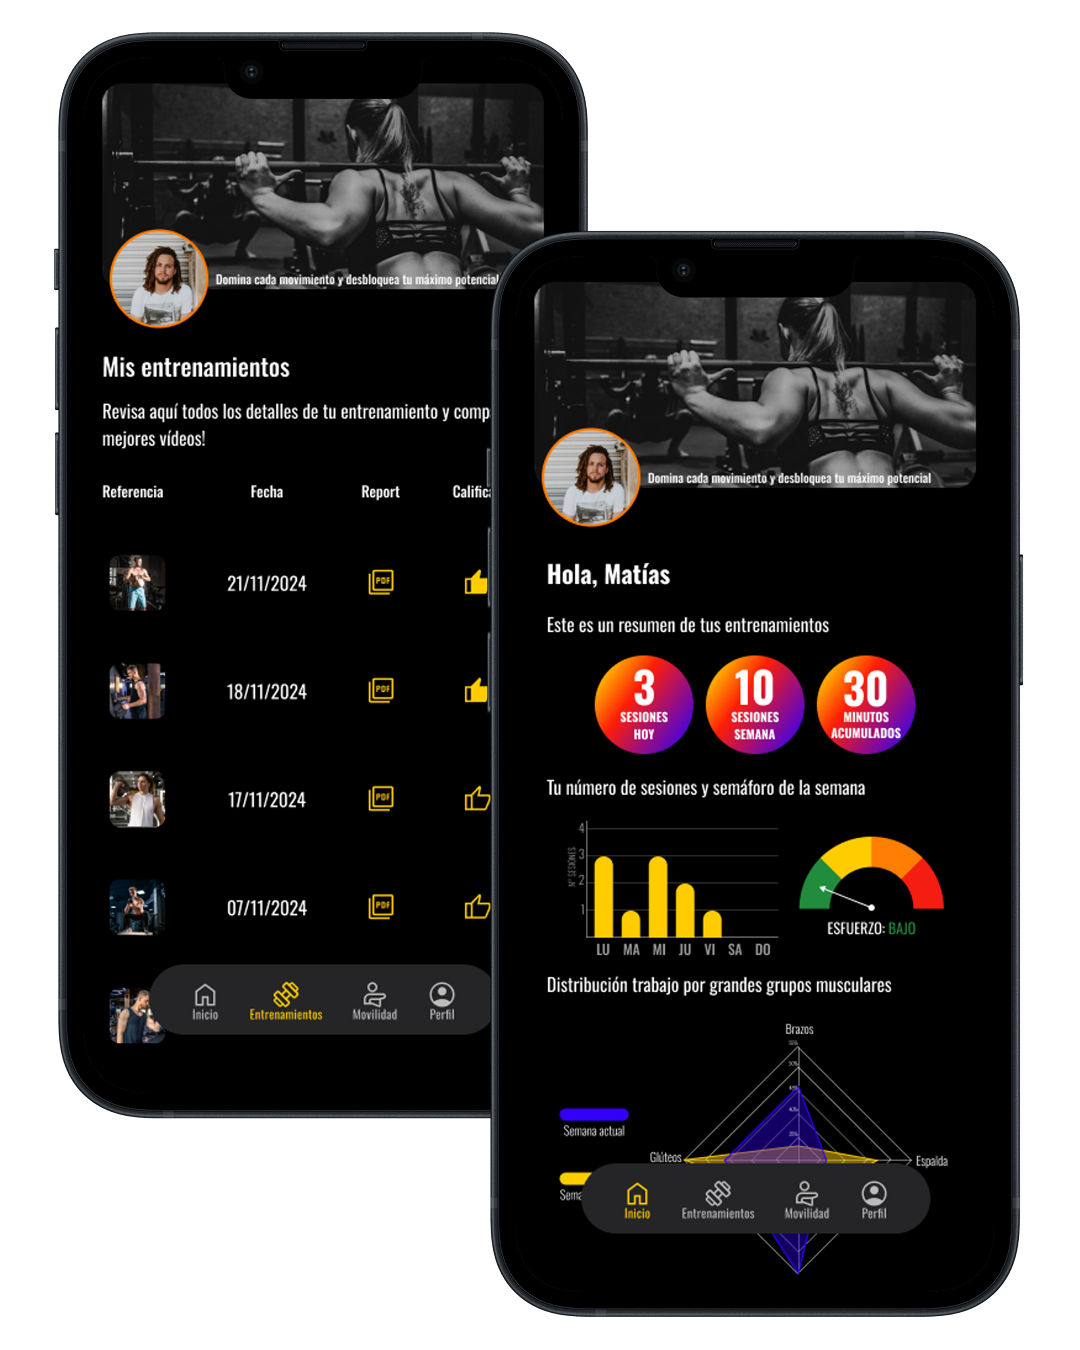 Domina cada movimiento y desbloquea tu máximo potencial
Mis entrenamientos
Revisa aquí todos los detalles de tu entrenamiento y
mejores vídeos!
Referencia Fecha Report
21/11/2024 PDF
18/11/2024 PDF
17/11/2024 PDF
07/11/2024 PDF
Inicio Entrenamientos Movilidad Perfil
Domina cada movimiento y desbloquea tu máximo potencial
Hola, Matías
Este es un resumen de tus entrenamientos
3 SESIONES HOY
10 SESIONES SEMANA
30 MINUTOS ACUMULADOS
Tu número de sesiones y semáforo de la semana
Nº SESIONES
4
3
2
1
LU MA MI JU VI SA DO
ESFUERZO: BAJO
Distribución trabajo por grandes grupos musculares
Brazos
Semana actual
Glúteos
Espalda
Inicio Entrenamientos Movilidad Perfil